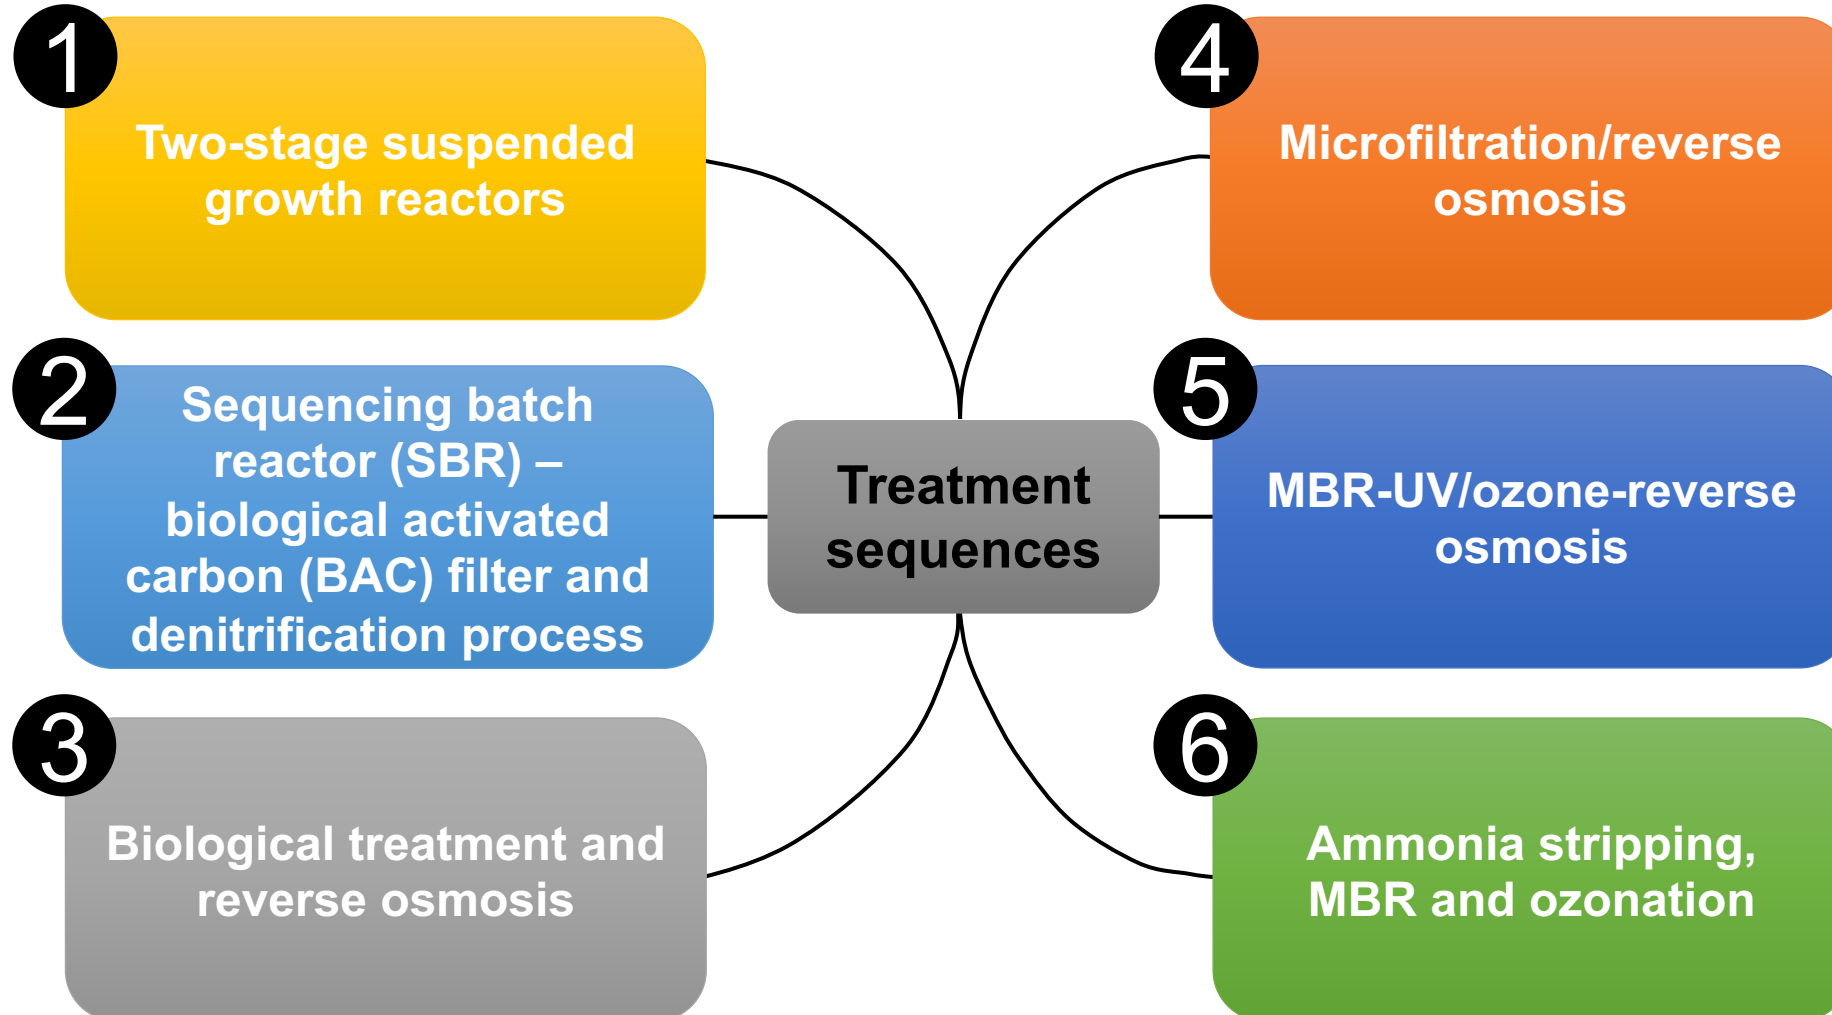 1
Two-stage suspended
growth reactors
2
Sequencing batch
reactor (SBR) –
biological activated
carbon (BAC) filter and
denitrification process
3
Biological treatment and
reverse osmosis
Treatment
sequences
4
Microfiltration/reverse
osmosis
5
MBR-UV/ozone-reverse
osmosis
6
Ammonia stripping,
MBR and ozonation